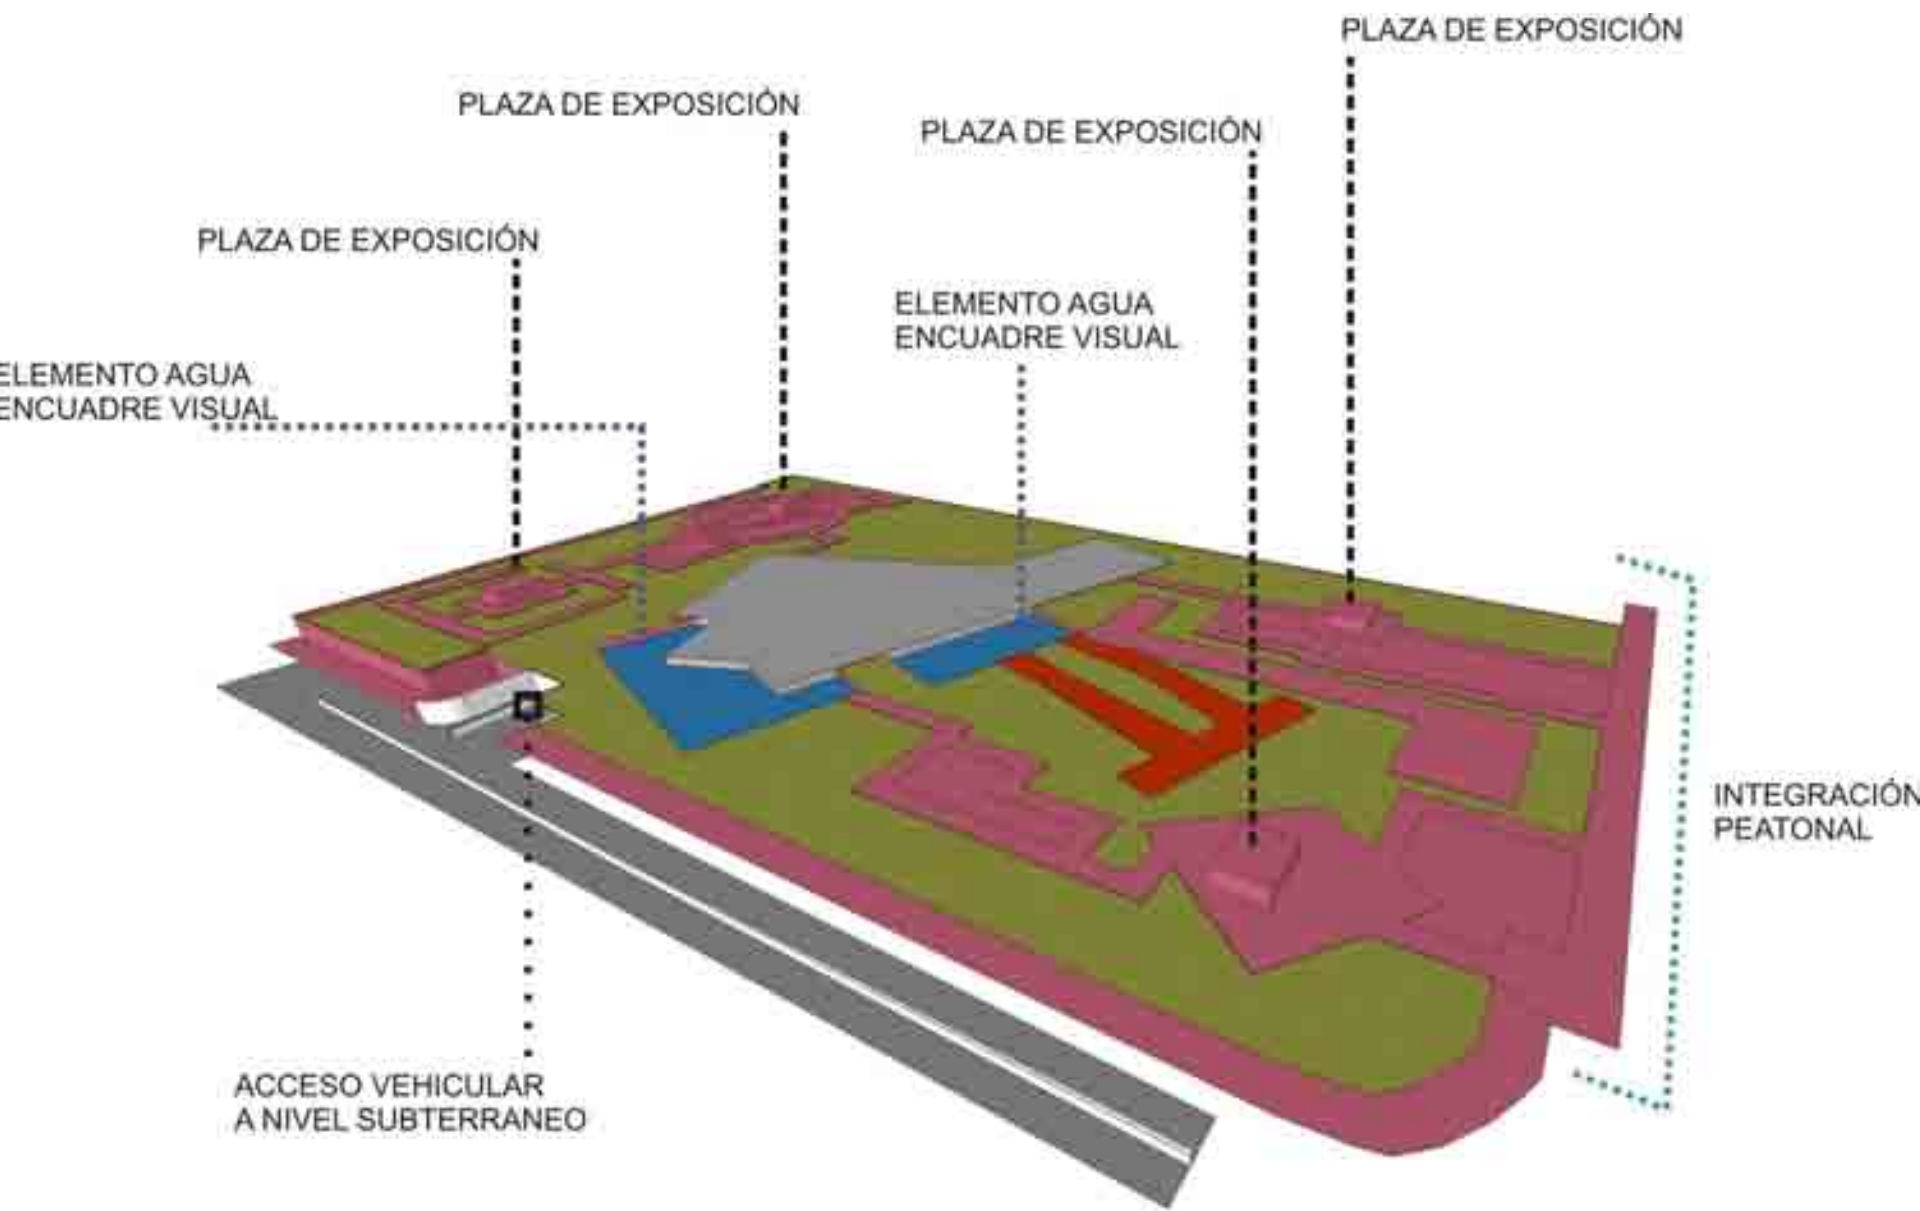 PLAZA DE EXPOSICIÓN
PLAZA DE EXPOSICIÓN
PLAZA DE EXPOSICIÓN
PLAZA DE EXPOSICIÓN
ELEMENTO AGUA
ENCUADRE VISUAL
ELEMENTO AGUA
ENCUADRE VISUAL
INTEGRACIÓN
PEATONAL
ACCESO VEHICULAR
A NIVEL SUBTERRANEO